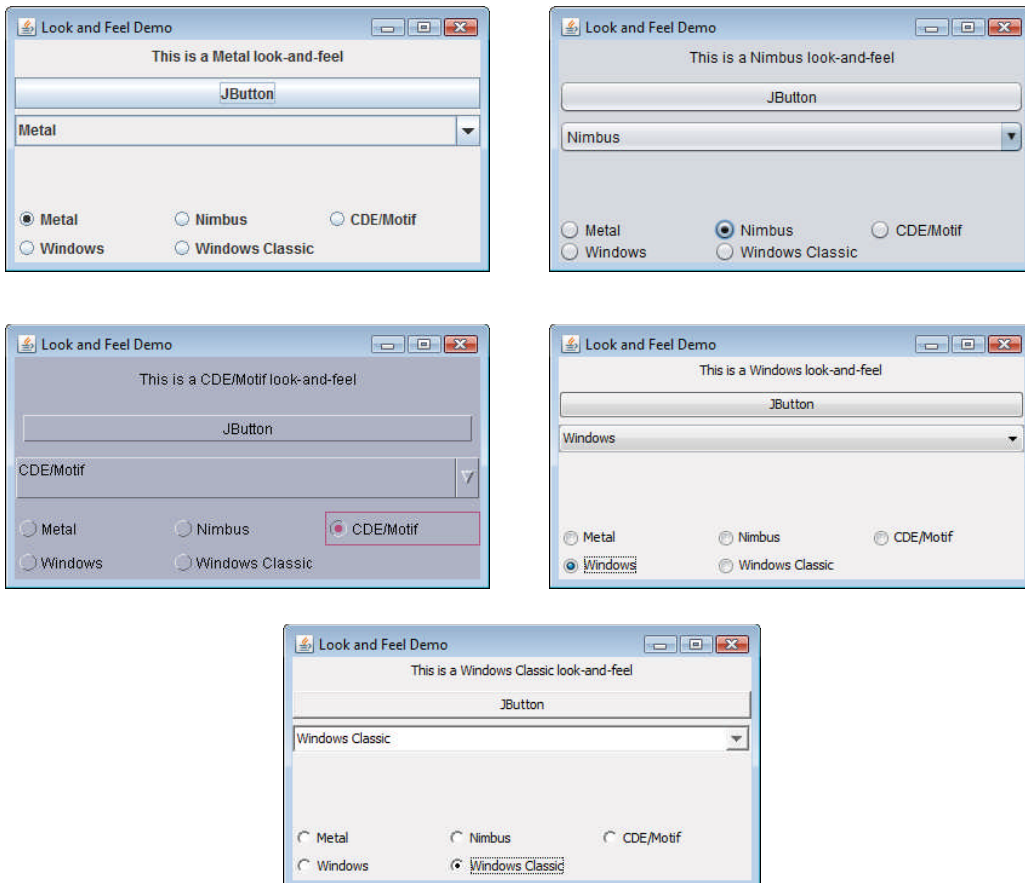 Look and Feel Demo
This is a Metal look-and-feel
JButton
Metal
Metal Nimbus CDE/Motif
Windows Windows Classic
Look and Feel Demo
This is a Nimbus look-and-feel
JButton
Nimbus
Metal Nimbus CDE/Motif
Windows Windows Classic
Look and Feel Demo
This is a CDE/Motif look-and-feel
JButton
CDE/Motif
Metal Nimbus CDE/Motif
Windows Windows Classic
Look and Feel Demo
This is a Windows look-and-feel
JButton
Windows
Metal Nimbus CDE/Motif
Windows Windows Classic
Look and Feel Demo
This is a Windows Classic look-and-feel
JButton
Windows Classic
Metal Nimbus CDE/Motif
Windows Windows Classic